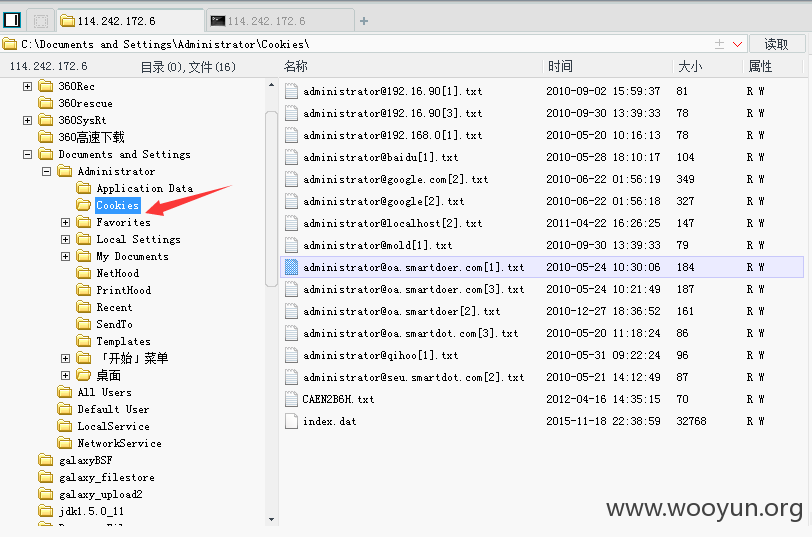 114.242.172.6 114.242.172.6
C:\Documents and Settings\Administrator\Cookies\ 读取
114.242.172.6 目录(0),文件(16) 名称 时间 大小 属性
360Rec
360rescue
360SysRt
360高速下载
Documents and Settings
Administrator
Application Data
Cookies
Favorites
Local Settings
My Documents
NetHood
PrintHood
Recent
SendTo
Templates
「开始」菜单
桌面
All Users
Default User
LocalService
NetworkService
galaxyBSF
galaxy_filestore
galaxy_upload2
jdk1.5.0_11
administrator@192.16.90[1].txt 2010-09-02 15:59:37 81 R W
administrator@192.16.90[3].txt 2010-09-30 13:39:33 78 R W
administrator@192.168.0[1].txt 2010-05-20 10:16:13 78 R W
administrator@baidu[1].txt 2010-05-28 18:10:17 104 R W
administrator@google.com[2].txt 2010-06-22 01:56:19 349 R W
administrator@google[2].txt 2010-06-22 01:56:18 327 R W
administrator@localhost[2].txt 2011-04-22 16:26:25 147 R W
administrator@mold[1].txt 2010-09-30 13:39:33 79 R W
administrator@oa.smartdoer.com[1].txt 2010-05-24 10:30:06 184 R W
administrator@oa.smartdoer.com[3].txt 2010-05-24 10:21:49 187 R W
administrator@oa.smartdoer[2].txt 2010-12-27 18:36:52 161 R W
administrator@oa.smartdot.com[3].txt 2010-05-20 11:18:24 86 R W
administrator@qihoo[1].txt 2010-05-31 09:22:24 96 R W
administrator@seu.smartdot.com[2].txt 2010-05-21 14:12:49 87 R W
CAEN2B6H.txt 2012-04-16 14:35:15 70 R W
index.dat 2015-11-18 22:38:59 32768 R W
www.wooyun.org